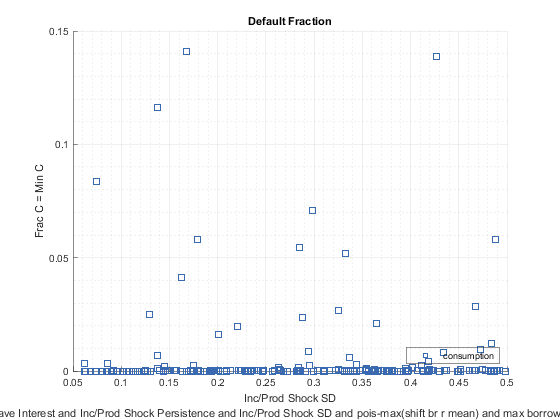 Default Fraction
0.15
0.1
0.05
0
Frac C = Min C
consumption
0.05 0.1 0.15 0.2 0.25 0.3 0.35 0.4 0.45 0.5
Inc/Prod Shock SD
ave Interest and Inc/Prod Shock Persistence and Inc/Prod Shock SD and pois-max(shift br r mean) and max borrow